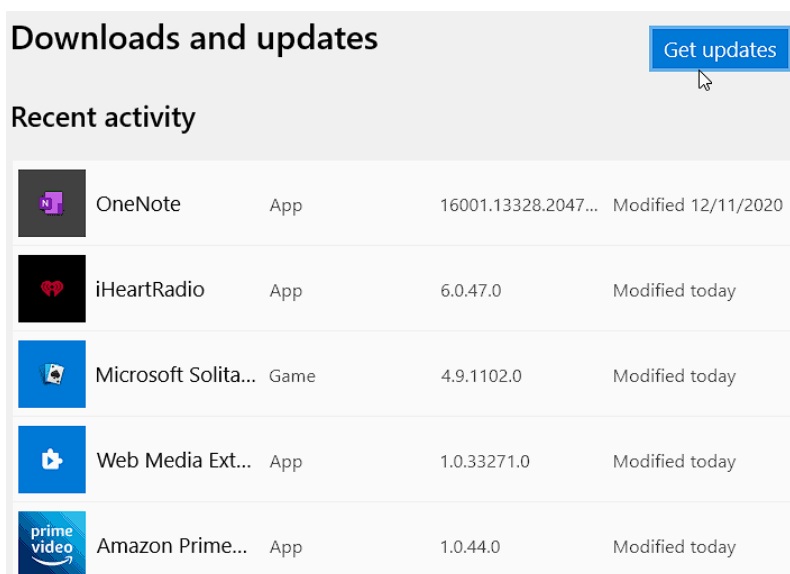 Downloads and updates
Get updates
Recent activity
N
OneNote App 16001.13328.2047... Modified 12/11/2020
iHeartRadio App 6.0.47.0 Modified today
Microsoft Solita... Game 4.9.1102.0 Modified today
Web Media Ext... App 1.0.33271.0 Modified today
prime
video
Amazon Prime... App 1.0.44.0 Modified today